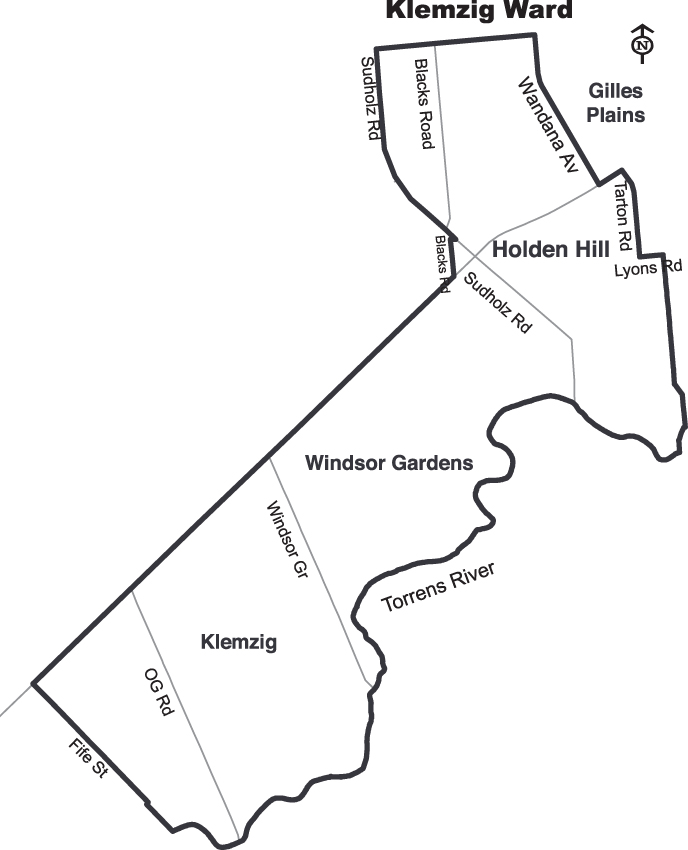 Klemzig Ward
N
Sudholz Rd
Blacks Road
Wandana Av
Gilles
Plains
Tarton Rd
Blacks Rd
Holden Hill
Lyons Rd
Sudholz Rd
Windsor Gardens
Windsor Gr
Torrens River
Klemzig
OG Rd
Fife St